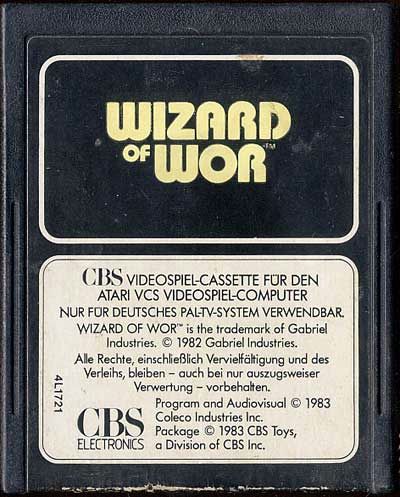 WIZARD
OF WOR™
CBS VIDEOSPIEL-CASSETTE FÜR DEN
ATARI VCS VIDEOSPIEL-COMPUTER
NUR FÜR DEUTSCHES PAL-TV-SYSTEM VERWENDBAR.
WIZARD OF WOR™ is the trademark of Gabriel
Industries. © 1982 Gabriel Industries.
Alle Rechte, einschließlich Vervielfältigung und des
Verleihs, bleiben – auch bei nur auszugsweiser
Verwertung – vorbehalten.
4L1721
CBS
ELECTRONICS
Program and Audiovisual © 1983
Coleco Industries Inc.
Package © 1983 CBS Toys,
a Division of CBS Inc.